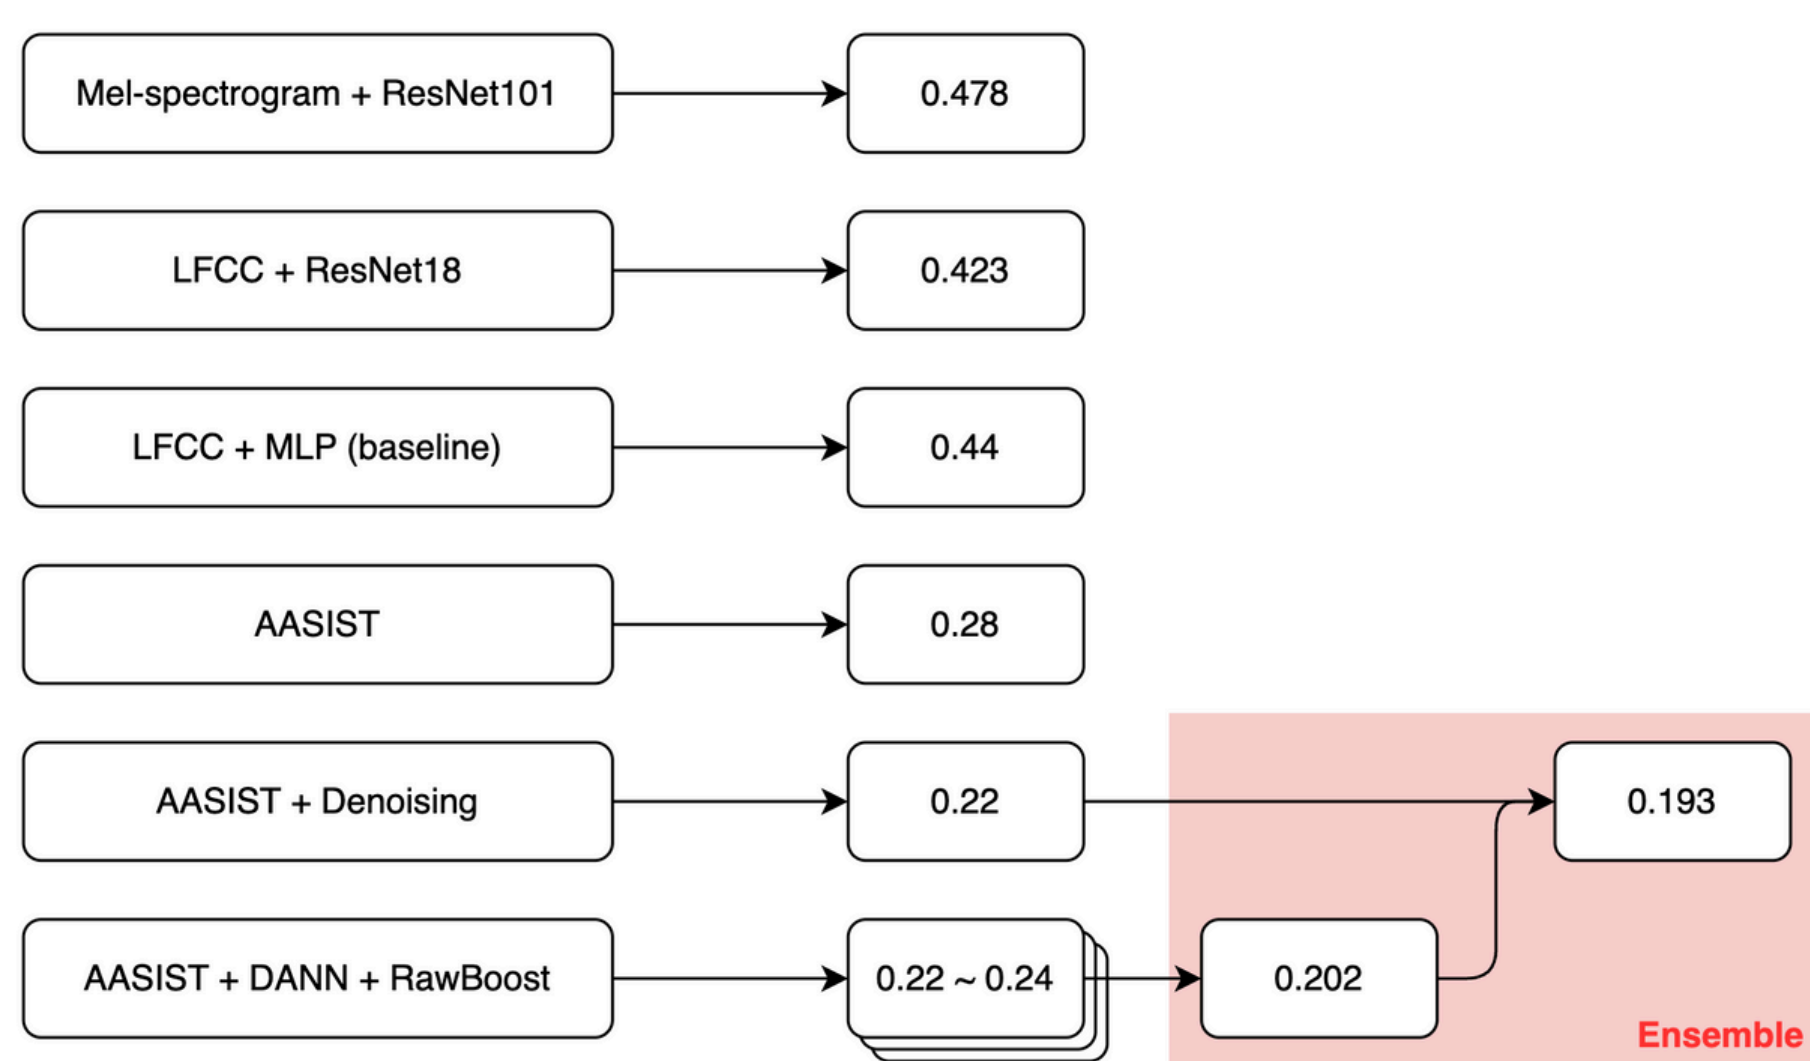 Mel-spectrogram + ResNet101
0.478
LFCC + ResNet18
0.423
LFCC + MLP (baseline)
0.44
AASIST
0.28
AASIST + Denoising
0.22
0.193
AASIST + DANN + RawBoost
0.22 ~ 0.24
0.202
Ensemble